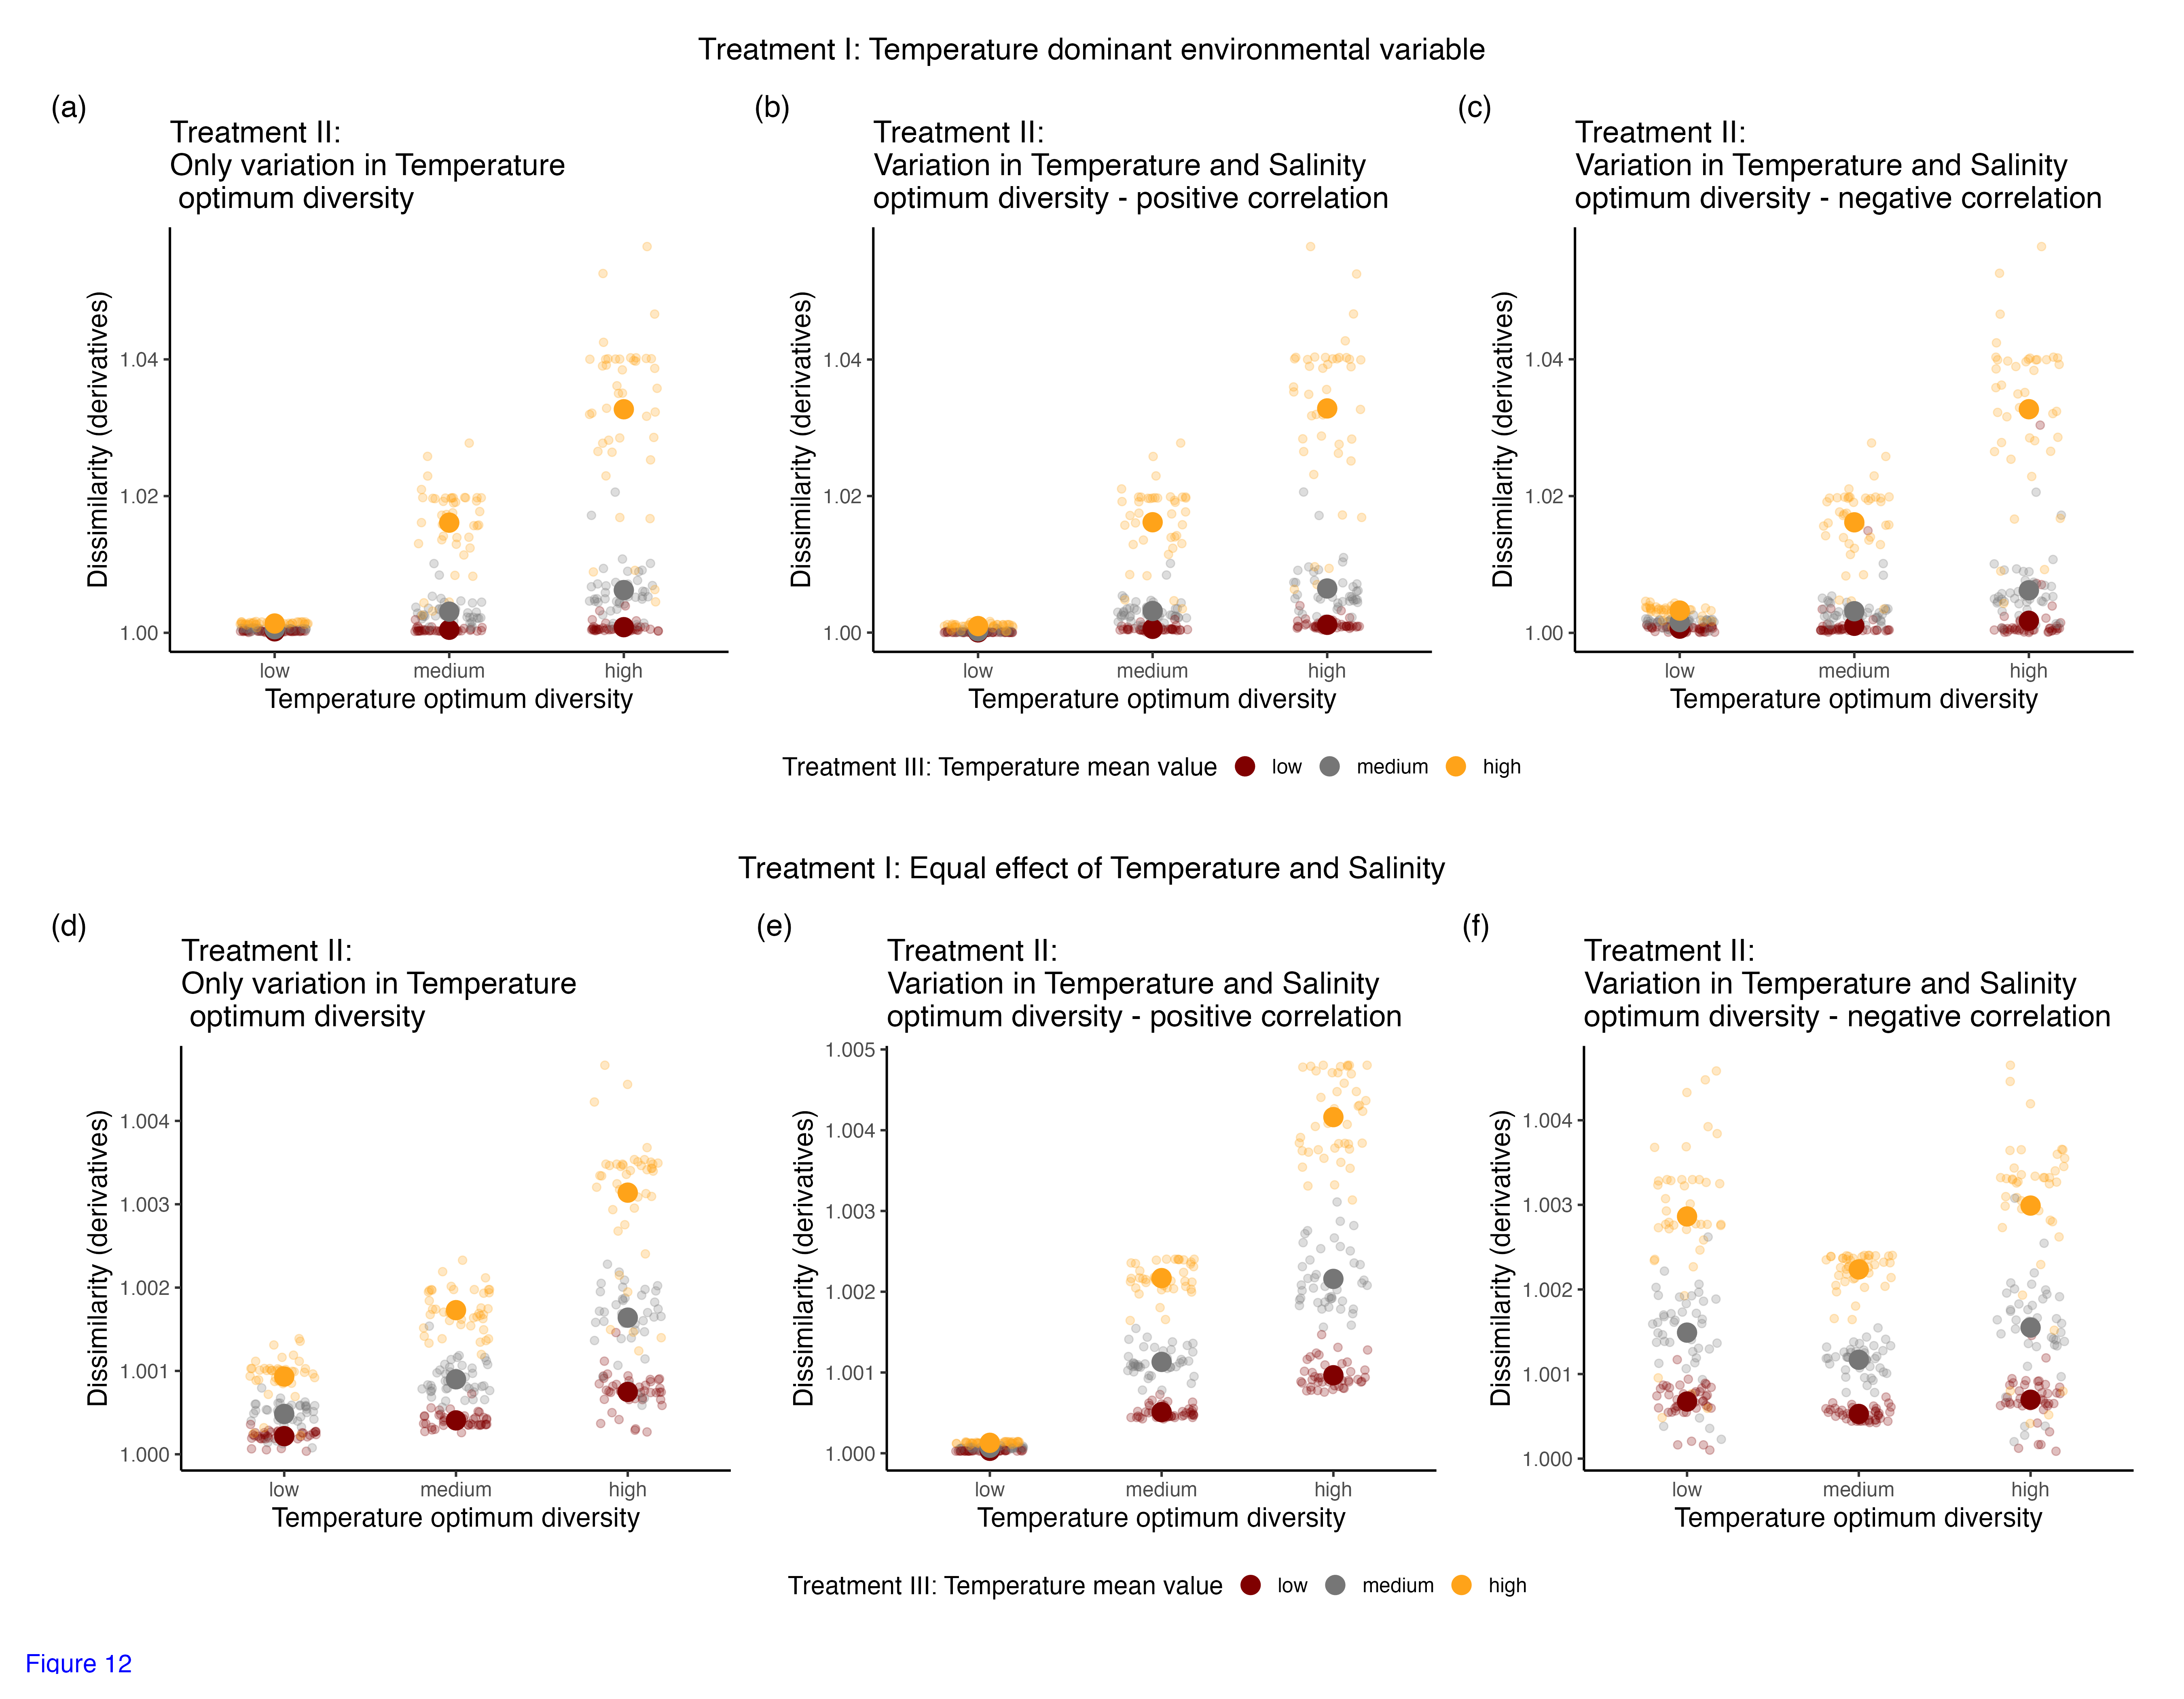 Treatment I: Temperature dominant environmental variable
(a)
Treatment II:
Only variation in Temperature
optimum diversity
Dissimilarity (derivatives)
1.04
1.02
1.00
low medium high
Temperature optimum diversity
(b)
Treatment II:
Variation in Temperature and Salinity
optimum diversity - positive correlation
Dissimilarity (derivatives)
1.04
1.02
1.00
low medium high
Temperature optimum diversity
(c)
Treatment II:
Variation in Temperature and Salinity
optimum diversity - negative correlation
Dissimilarity (derivatives)
1.04
1.02
1.00
low medium high
Temperature optimum diversity
Treatment III: Temperature mean value low medium high
Treatment I: Equal effect of Temperature and Salinity
(d)
Treatment II:
Only variation in Temperature
optimum diversity
Dissimilarity (derivatives)
1.004
1.003
1.002
1.001
1.000
low medium high
Temperature optimum diversity
(e)
Treatment II:
Variation in Temperature and Salinity
optimum diversity - positive correlation
Dissimilarity (derivatives)
1.005
1.004
1.003
1.002
1.001
1.000
low medium high
Temperature optimum diversity
(f)
Treatment II:
Variation in Temperature and Salinity
optimum diversity - negative correlation
Dissimilarity (derivatives)
1.004
1.003
1.002
1.001
1.000
low medium high
Temperature optimum diversity
Treatment III: Temperature mean value low medium high
Figure 12